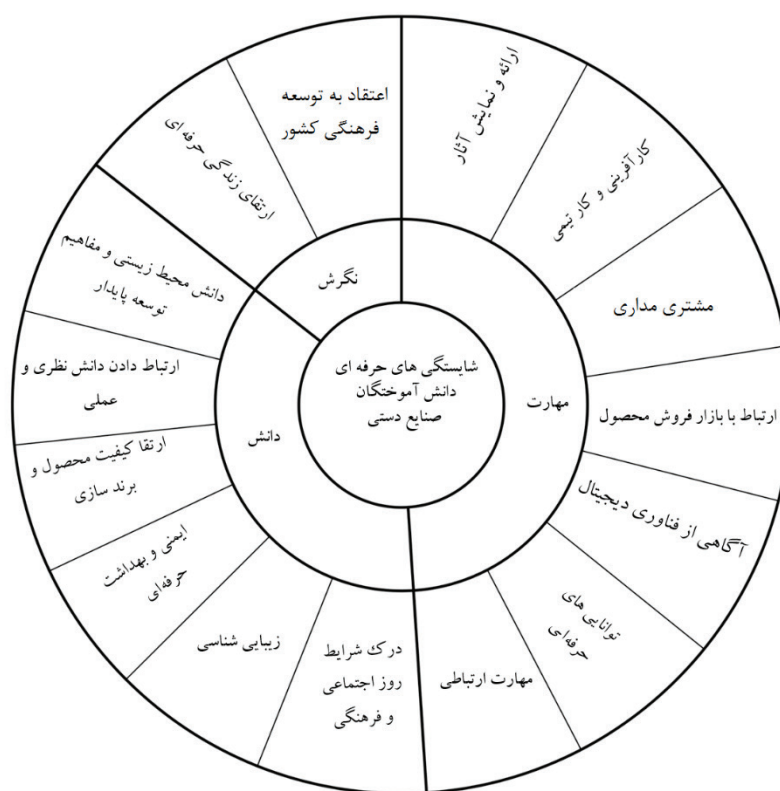 شایستگی های حرفه ای
دانش آموختگان
صنایع دستی
مهارت
ارائه و نمایش آثار
کارآفرینی و کار تیمی
مشتری مداری
ارتباط با بازار فروش محصول
آگاهی از فناوری دیجیتال
توانایی های
حرفه‌ای
مهارت ارتباطی
دانش
درک شرایط
روز اجتماعی
و فرهنگی
زیبایی شناسی
ایمنی و بهداشت
حرفه‌ای
ارتقا کیفیت محصول و
برند سازی
ارتباط دادن دانش نظری و
عملی
دانش محیط زیستی و مفاهیم
توسعه پایدار
نگرش
ارتقای زندگی حرفه ای
اعتقاد به توسعه
فرهنگی کشور